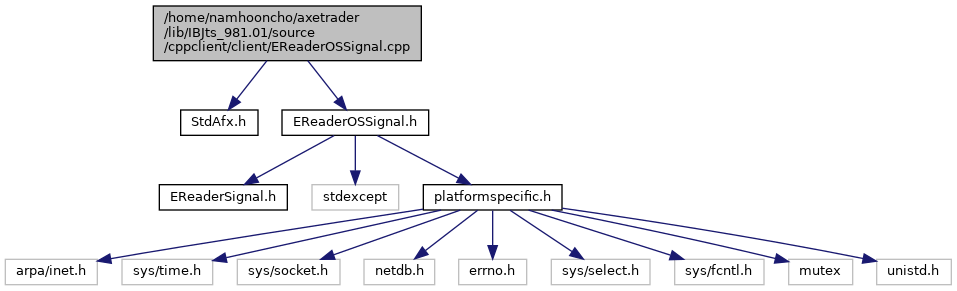 /home/namhooncho/axetrader
/lib/IBJts_981.01/source
/cppclient/client/EReaderOSSignal.cpp
StdAfx.h
EReaderOSSignal.h
EReaderSignal.h
stdexcept
platformspecific.h
arpa/inet.h
sys/time.h
sys/socket.h
netdb.h
errno.h
sys/select.h
sys/fcntl.h
mutex
unistd.h